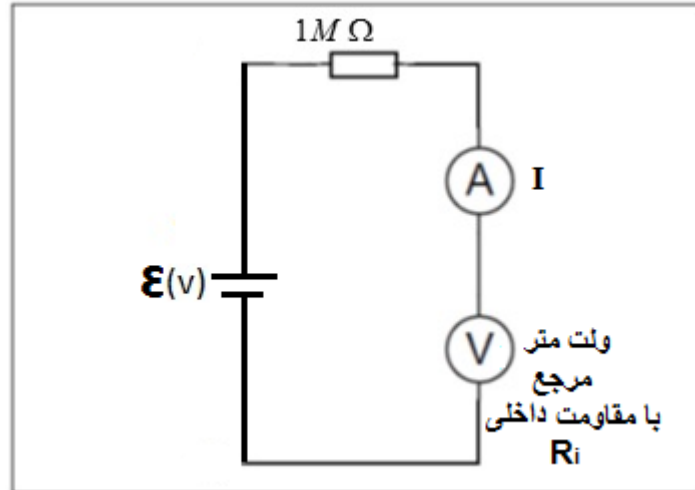 1M Ω
A
I
Ɛ(v)
V
ولت متر
مرجع
با مقاومت داخلی
Ri